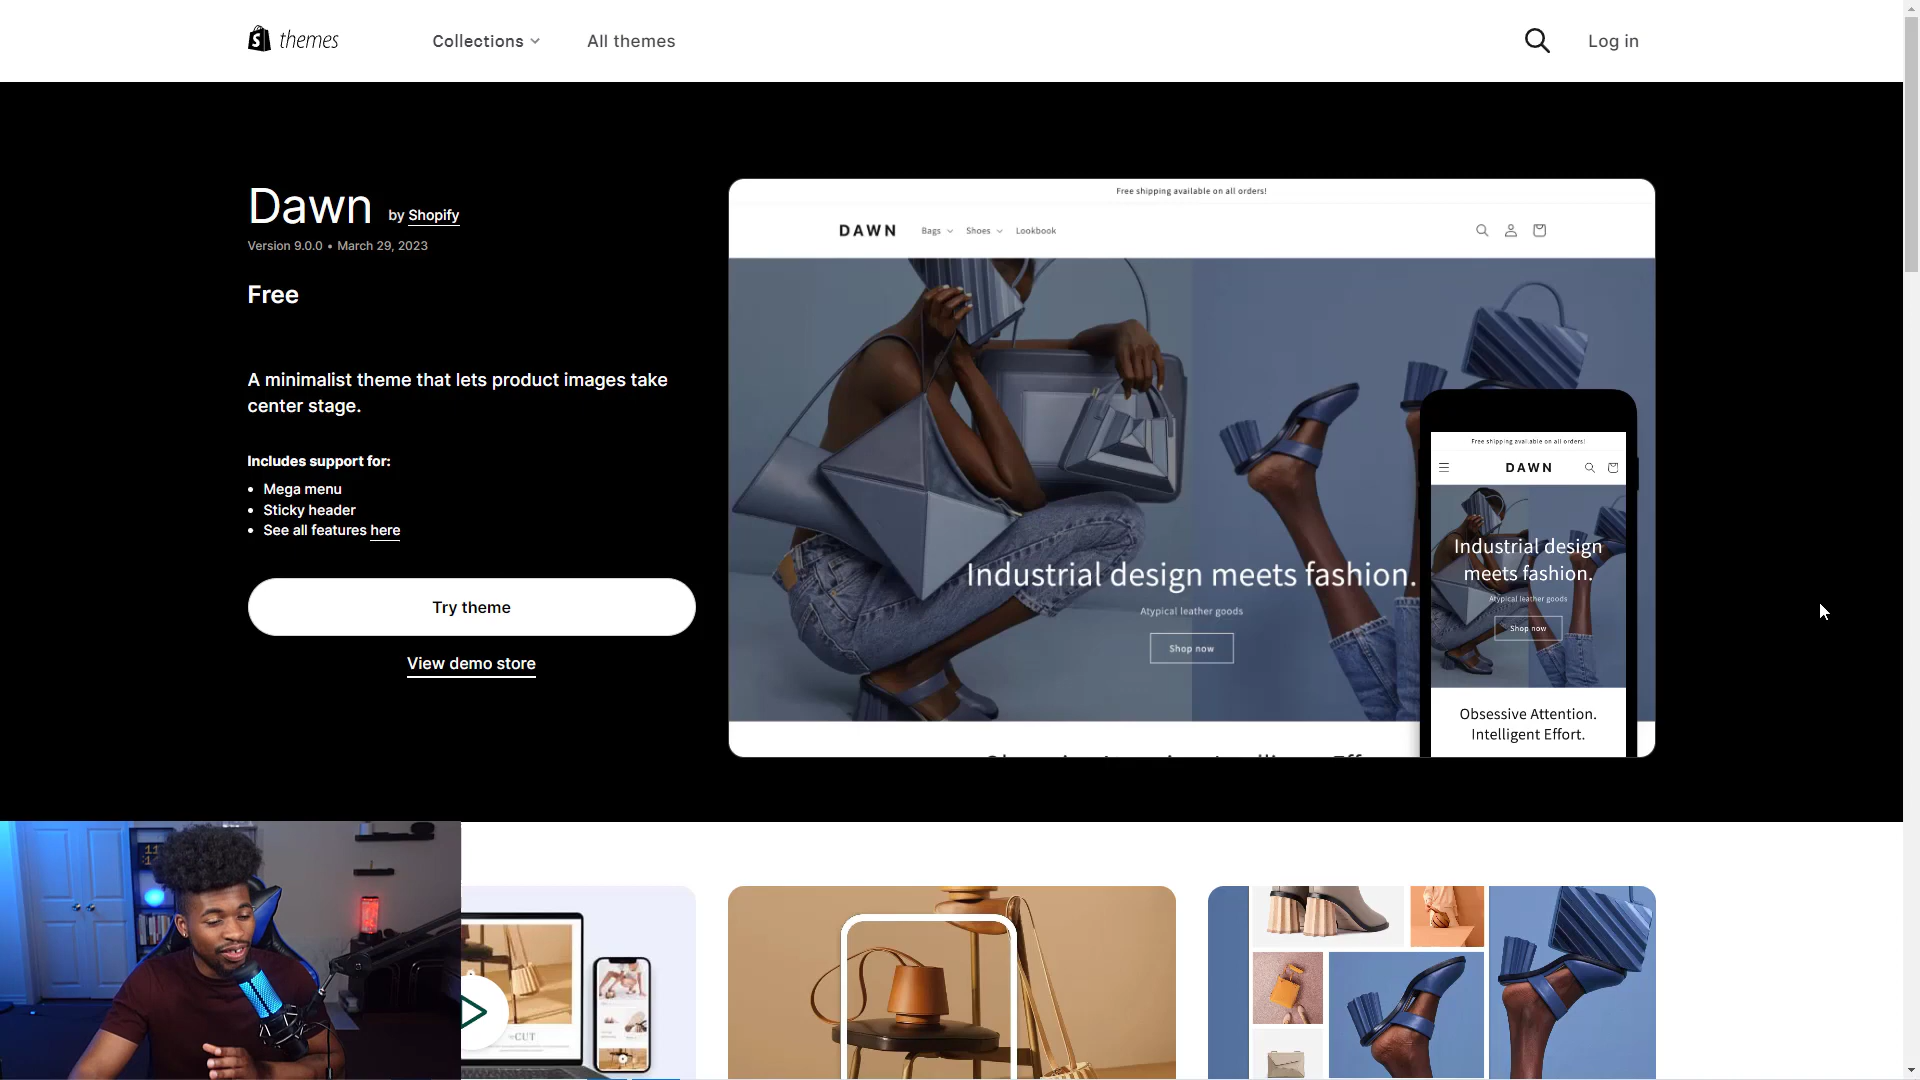 themes
Collections
All themes
Log in
Dawn by Shopify
Version 9.0.0 • March 29, 2023
Free
A minimalist theme that lets product images take
center stage.
Includes support for:
• Mega menu
• Sticky header
• See all features here
Try theme
View demo store
Free shipping available on all orders!
DAWN
Bags
Shoes
Lookbook
Industrial design meets fashion.
Atypical leather goods
Shop now
Free shipping available on all orders!
DAWN
Industrial design
meets fashion.
Atypical leather goods
Shop now
Obsessive Attention.
Intelligent Effort.